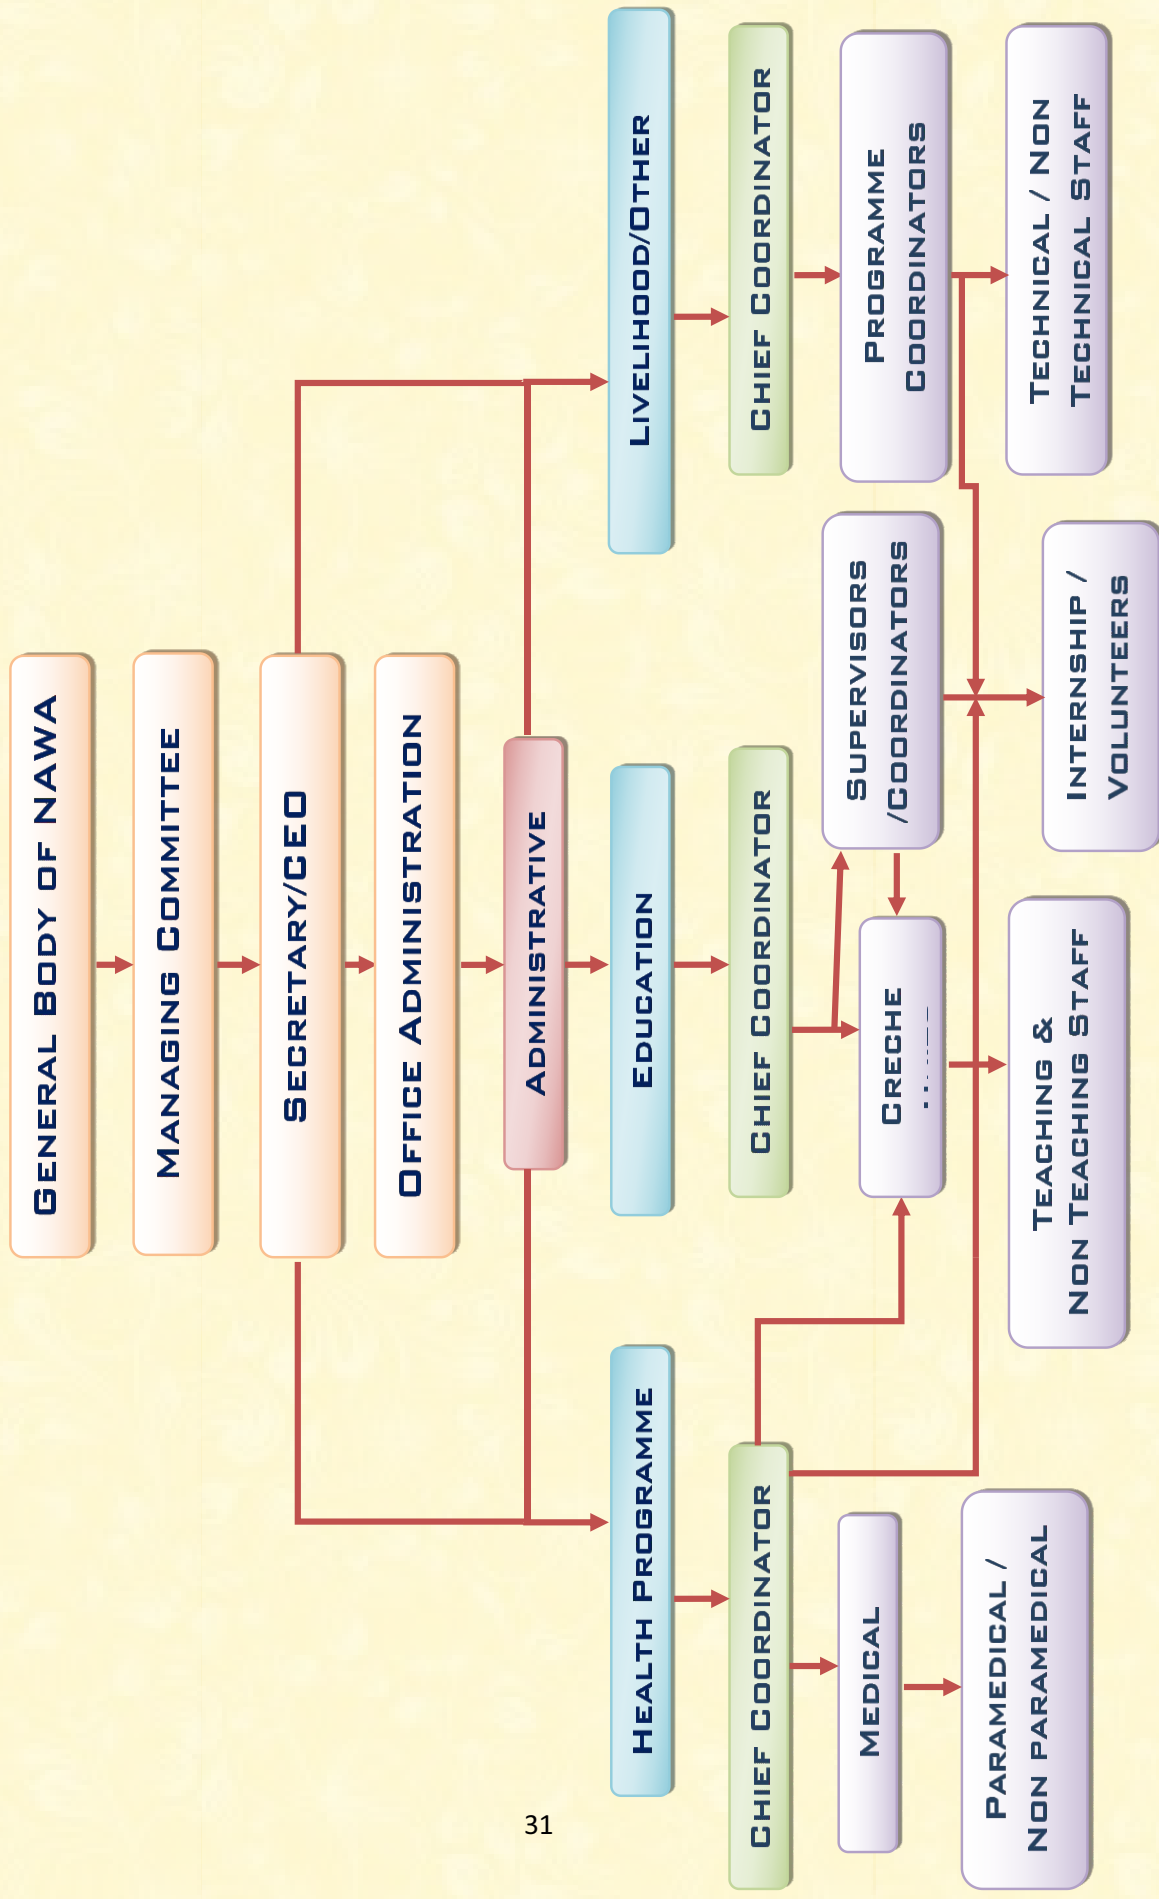 GENERAL BODY OF NAWA
MANAGING COMMITTEE
SECRETARY/CEO
OFFICE ADMINISTRATION
ADMINISTRATIVE
HEALTH PROGRAMME
EDUCATION
LIVELIHOOD/OTHER
CHIEF COORDINATOR
CHIEF COORDINATOR
CHIEF COORDINATOR
MEDICAL
CRECHE
SUPERVISORS
/COORDINATORS
PROGRAMME
COORDINATORS
PARAMEDICAL /
NON PARAMEDICAL
TEACHING &
NON TEACHING STAFF
INTERNSHIP /
VOLUNTEERS
TECHNICAL / NON
TECHNICAL STAFF
31